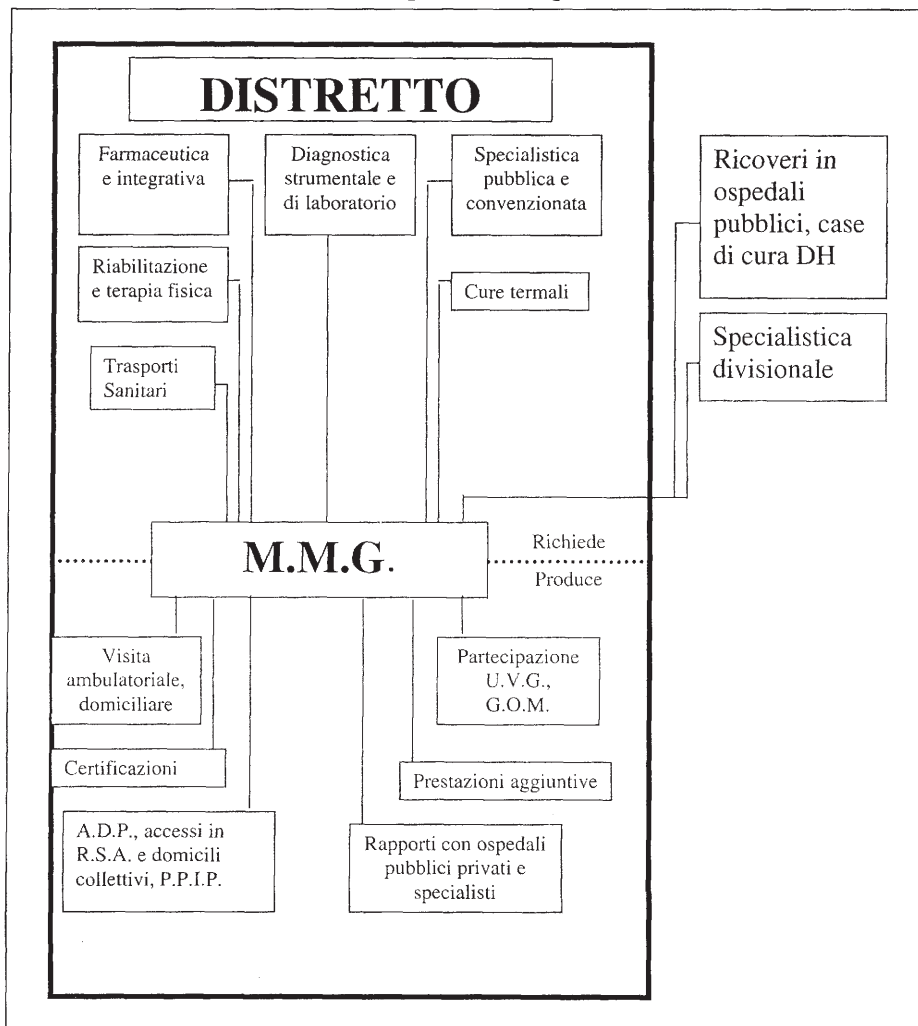 DISTRETTO
Farmaceutica
e integrativa
Diagnostica
strumentale e
di laboratorio
Specialistica
pubblica e
convenzionata
Riabilitazione
e terapia fisica
Cure termali
Trasporti
Sanitari
Ricoveri in
ospedali
pubblici, case
di cura DH
Specialistica
divisionale
M.M.G.
Richiede
Produce
Visita
ambulatoriale,
domiciliare
Partecipazione
U.V.G.,
G.O.M.
Certificazioni
Prestazioni aggiuntive
A.D.P., accessi in
R.S.A. e domicili
collettivi, P.P.I.P.
Rapporti con ospedali
pubblici privati e
specialisti